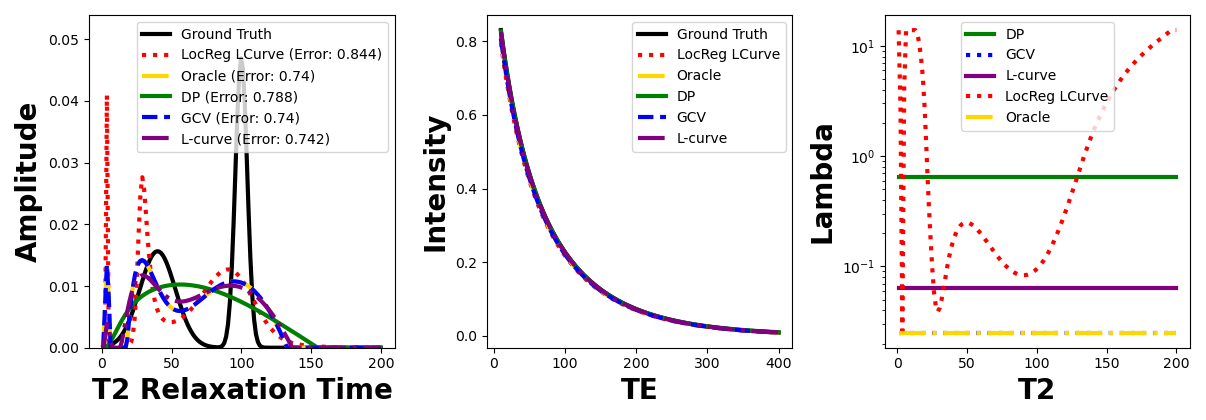 Amplitude
0.05
0.04
0.03
0.02
0.01
0.00
0
50
100
150
200
T2 Relaxation Time
Ground Truth
LocReg LCurve (Error: 0.844)
Oracle (Error: 0.74)
DP (Error: 0.788)
GCV (Error: 0.74)
L-curve (Error: 0.742)
Intensity
0.8
0.6
0.4
0.2
0.0
0
100
200
300
400
TE
Ground Truth
LocReg LCurve
Oracle
DP
GCV
L-curve
Lambda
10¹
10⁰
10⁻¹
0
50
100
150
200
T2
DP
GCV
L-curve
LocReg LCurve
Oracle